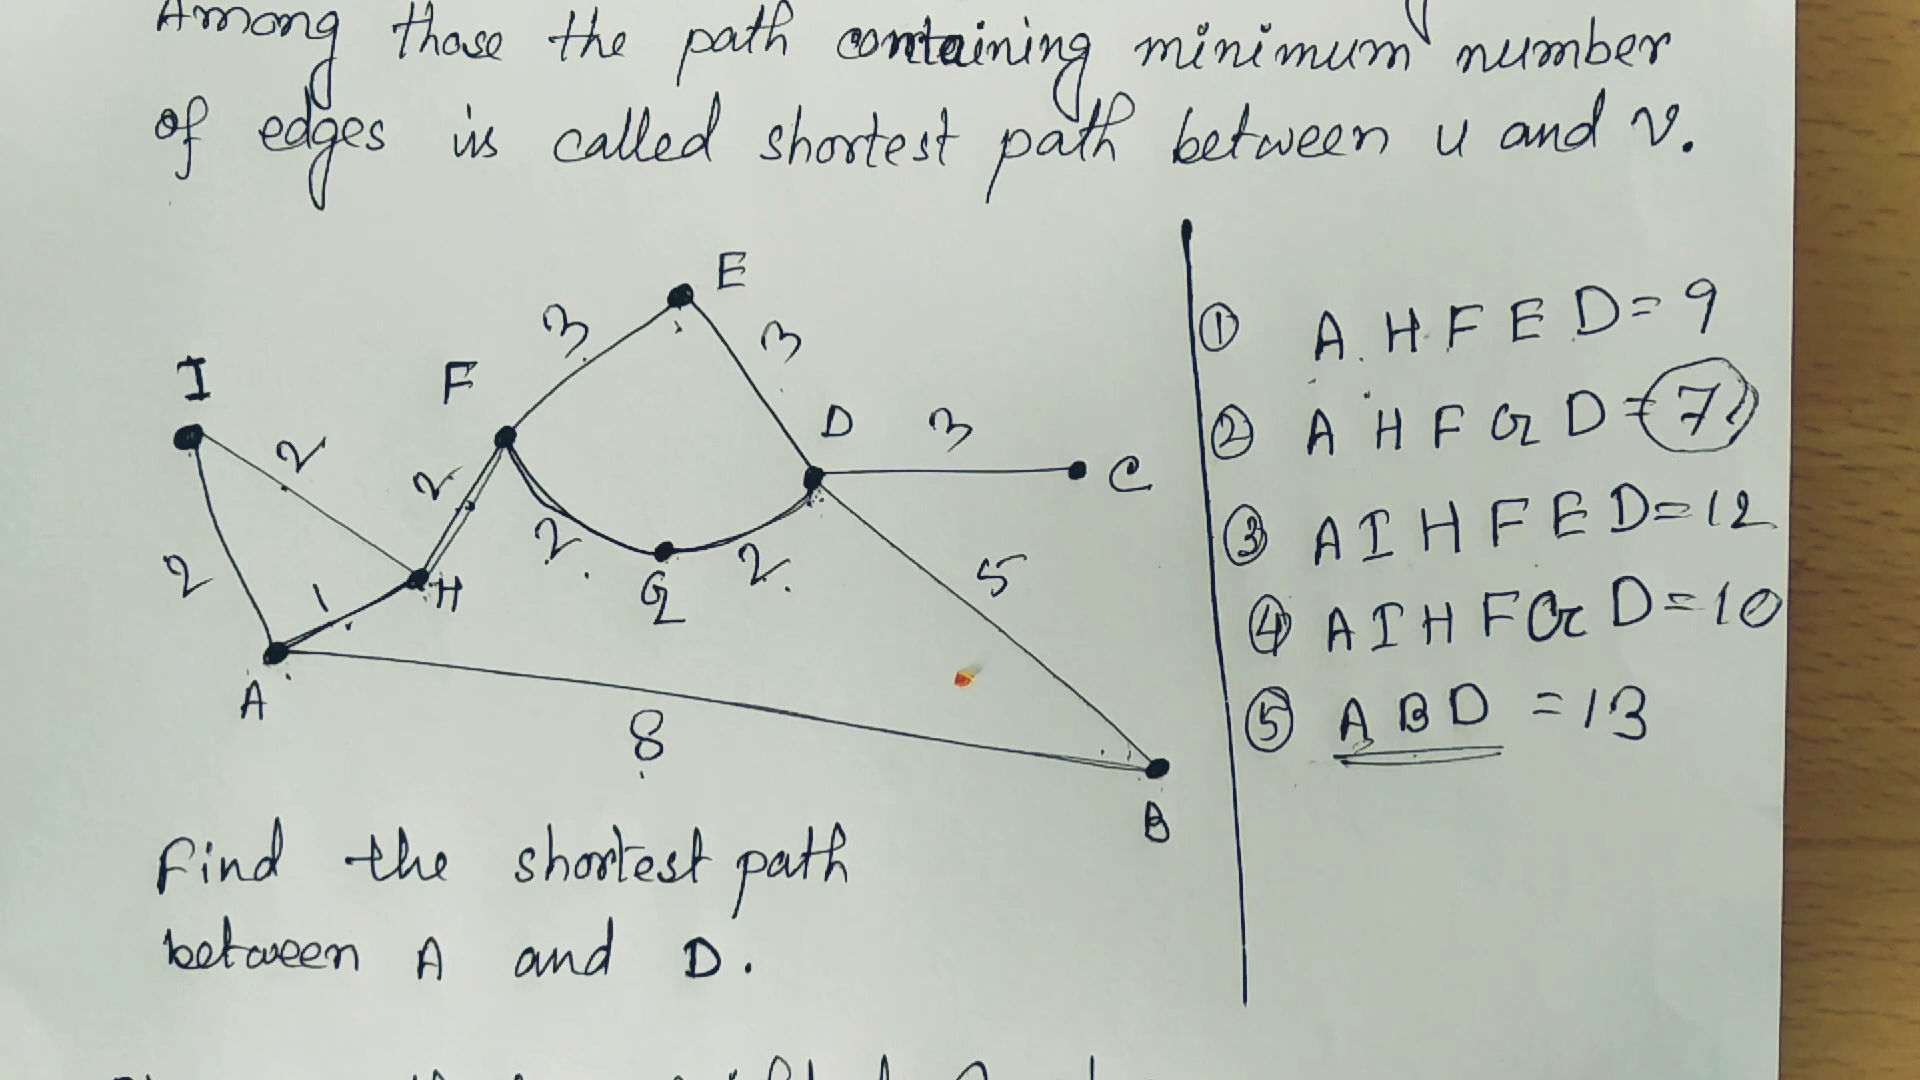 Among those the path containing minimum number
of edges is called shortest path between u and v.
E
3
3
I
F
D
3
C
2
2
2
2
G
H
2
1
5
A
8
B
① A H F E D = 9
② A H F G D = 7
③ A I H F E D = 12
④ A I H F G D = 10
⑤ A B D = 13
Find the shortest path
between A and D.